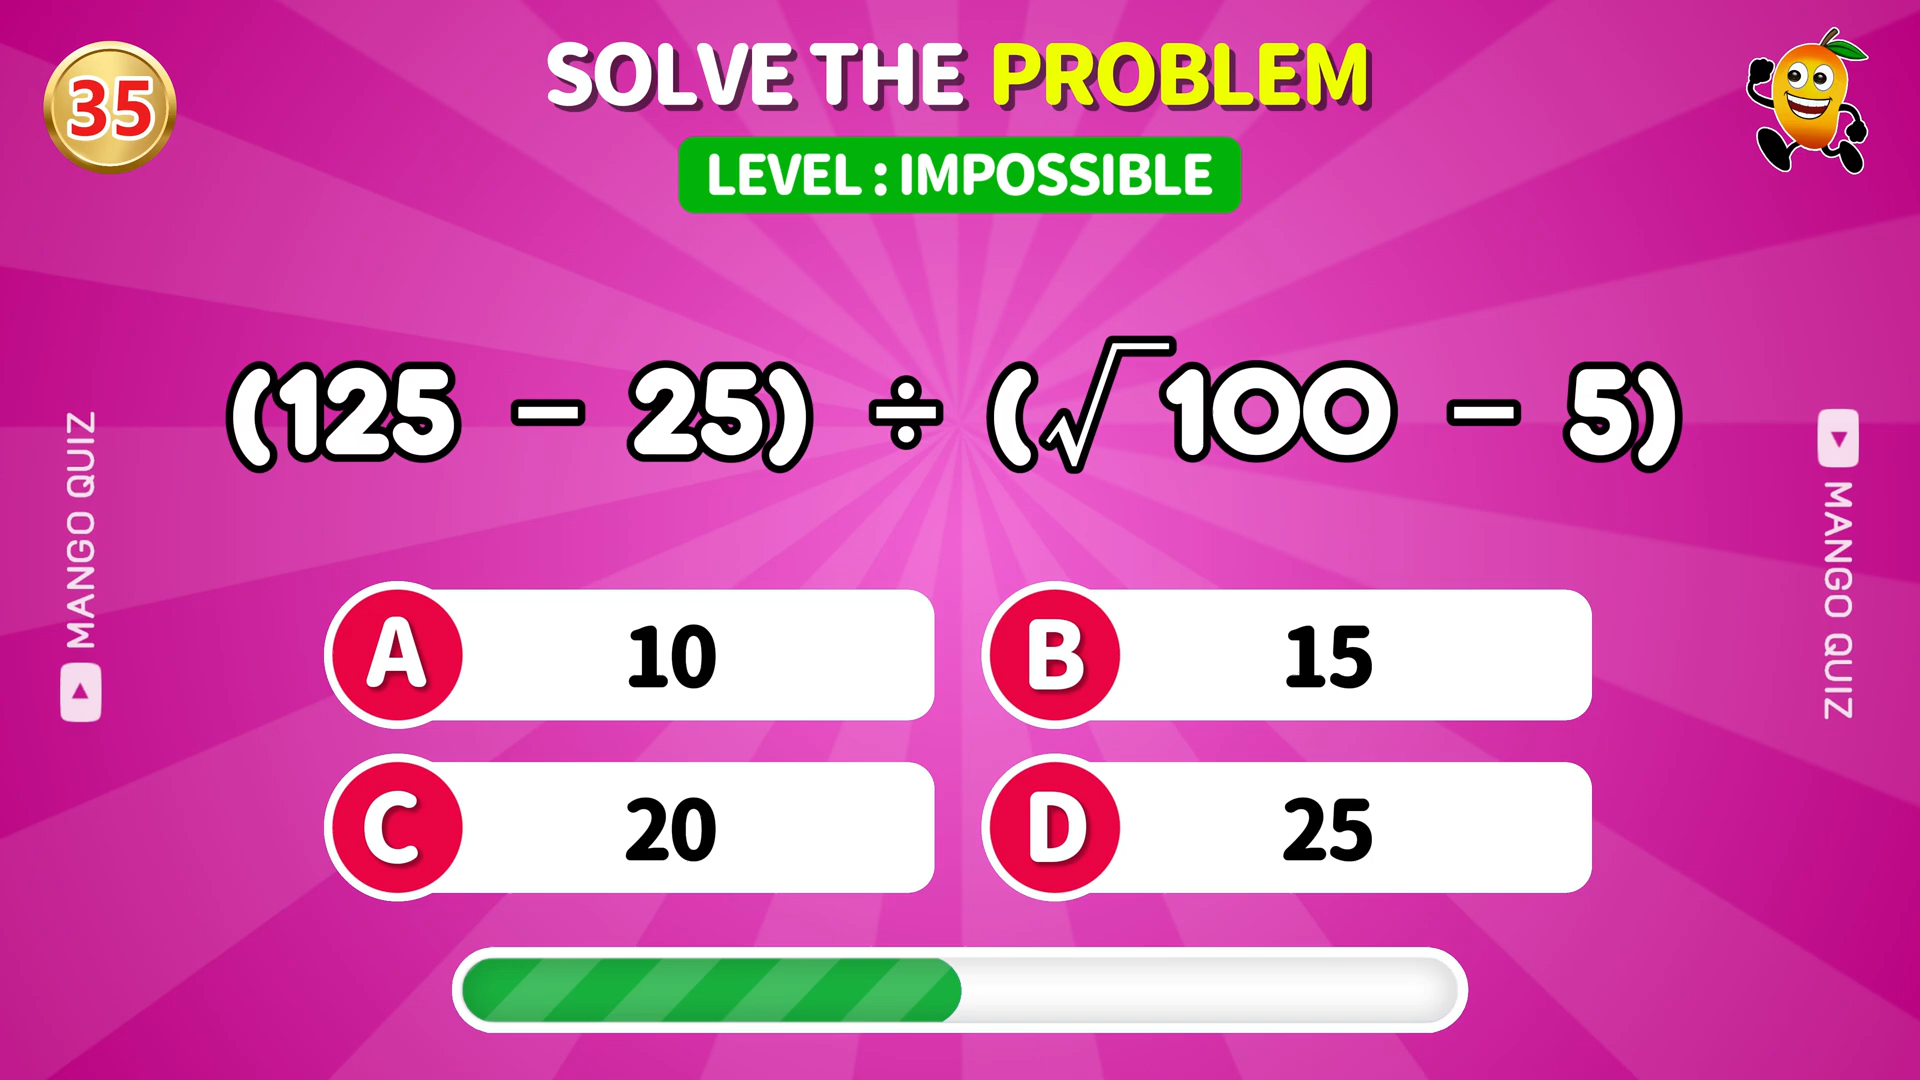 35
SOLVE THE PROBLEM
LEVEL : IMPOSSIBLE
(125 − 25) ÷ (√100 − 5)
MANGO QUIZ
MANGO QUIZ
A 10
B 15
C 20
D 25